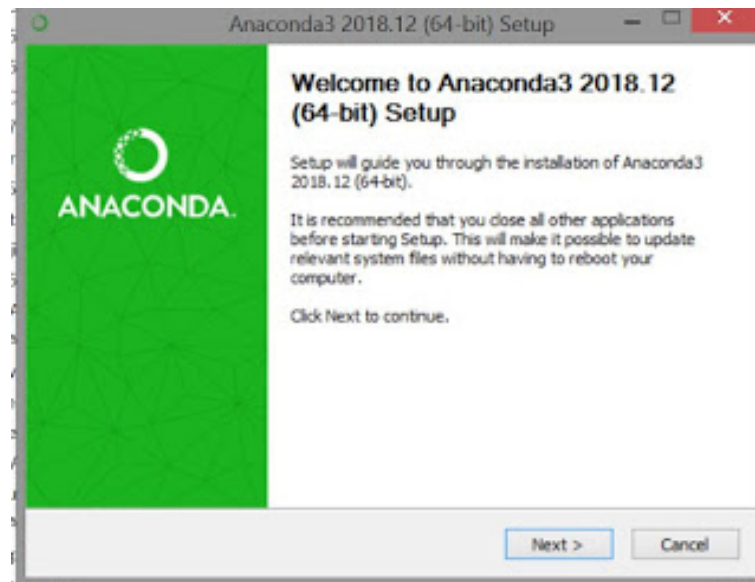 Anaconda3 2018.12 (64-bit) Setup
Welcome to Anaconda3 2018.12
(64-bit) Setup
Setup will guide you through the installation of Anaconda3
2018.12 (64-bit).
ANACONDA.
It is recommended that you close all other applications
before starting Setup. This will make it possible to update
relevant system files without having to reboot your
computer.
Click Next to continue.
Next >
Cancel